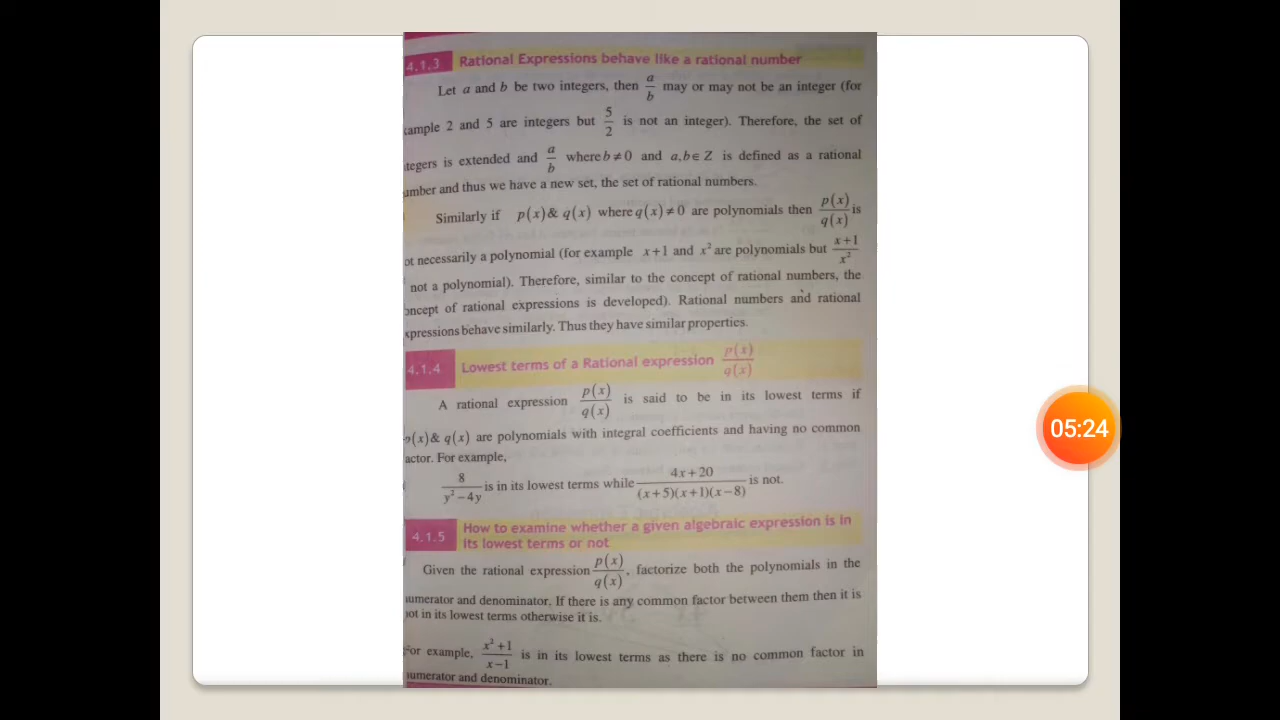 4.1.3 Rational Expressions behave like a rational number
Let a and b be two integers, then a/b may or may not be an integer (for
ample 2 and 5 are integers but 5/2 is not an integer). Therefore, the set of
tegers is extended and a/b where b ≠ 0 and a, b ∈ Z is defined as a rational
umber and thus we have a new set, the set of rational numbers.
Similarly if p(x) & q(x) where q(x) ≠ 0 are polynomials then p(x)/q(x) is
ot necessarily a polynomial (for example x+1 and x² are polynomials but x+1/x²
not a polynomial). Therefore, similar to the concept of rational numbers, the
ncept of rational expressions is developed). Rational numbers and rational
xpressions behave similarly. Thus they have similar properties.
4.1.4 Lowest terms of a Rational expression p(x)/q(x)
A rational expression p(x)/q(x) is said to be in its lowest terms if
p(x) & q(x) are polynomials with integral coefficients and having no common
actor. For example,
8/(y² − 4y) is in its lowest terms while (4x+20)/((x+5)(x+1)(x−8)) is not.
4.1.5 How to examine whether a given algebraic expression is in
its lowest terms or not
Given the rational expression p(x)/q(x), factorize both the polynomials in the
numerator and denominator. If there is any common factor between them then it is
not in its lowest terms otherwise it is.
For example, (x²+1)/(x−1) is in its lowest terms as there is no common factor in
numerator and denominator.
05:24